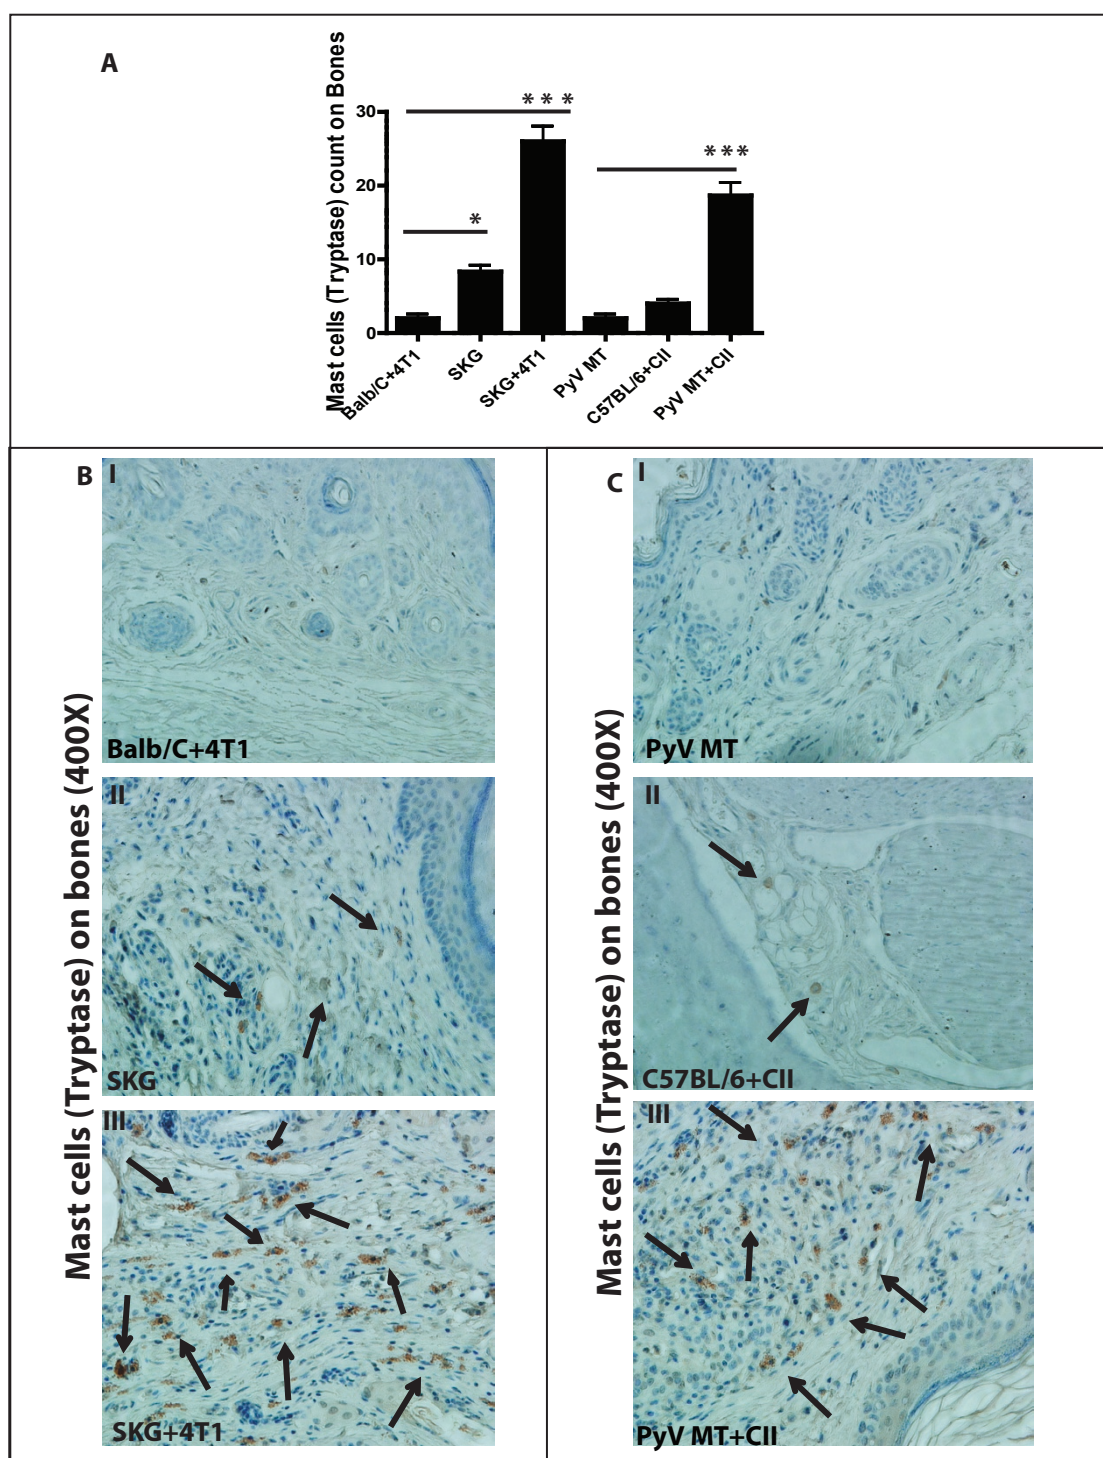 A
Mast cells (Tryptase) count on Bones
30
20
10
0
* * *
***
*
Balb/C+4T1
SKG
SKG+4T1
PyV MT
C57BL/6+CII
PyV MT+CII
B
Mast cells (Tryptase) on bones (400X)
I
Balb/C+4T1
II
SKG
III
SKG+4T1
C
Mast cells (Tryptase) on bones (400X)
I
PyV MT
II
C57BL/6+CII
III
PyV MT+CII